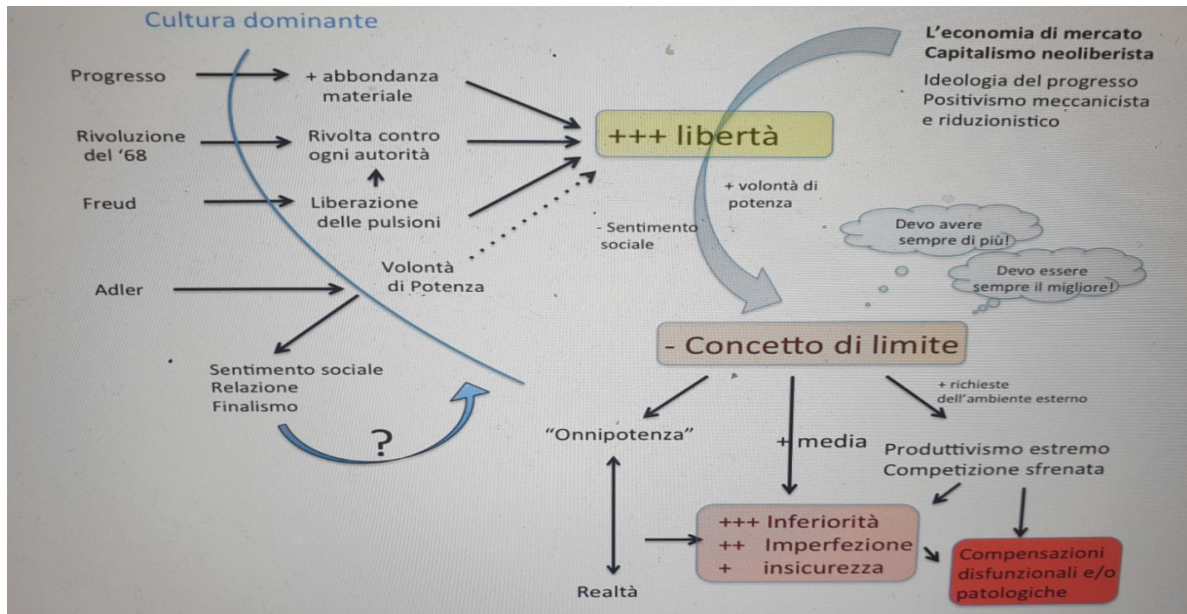 Cultura dominante
Progresso
+ abbondanza
materiale
Rivoluzione
del '68
Rivolta contro
ogni autorità
Freud
Liberazione
delle pulsioni
Adler
Volontà
di Potenza
Sentimento sociale
Relazione
Finalismo
?
+++ libertà
L'economia di mercato
Capitalismo neoliberista
Ideologia del progresso
Positivismo meccanicista
e riduzionistico
+ volontà di
potenza
- Sentimento
sociale
Devo avere
sempre di più!
Devo essere
sempre il migliore!
- Concetto di limite
+ richieste
dell'ambiente esterno
"Onnipotenza"
+ media
Produttivismo estremo
Competizione sfrenata
Realtà
+++ Inferiorità
++ Imperfezione
+ insicurezza
Compensazioni
disfunzionali e/o
patologiche